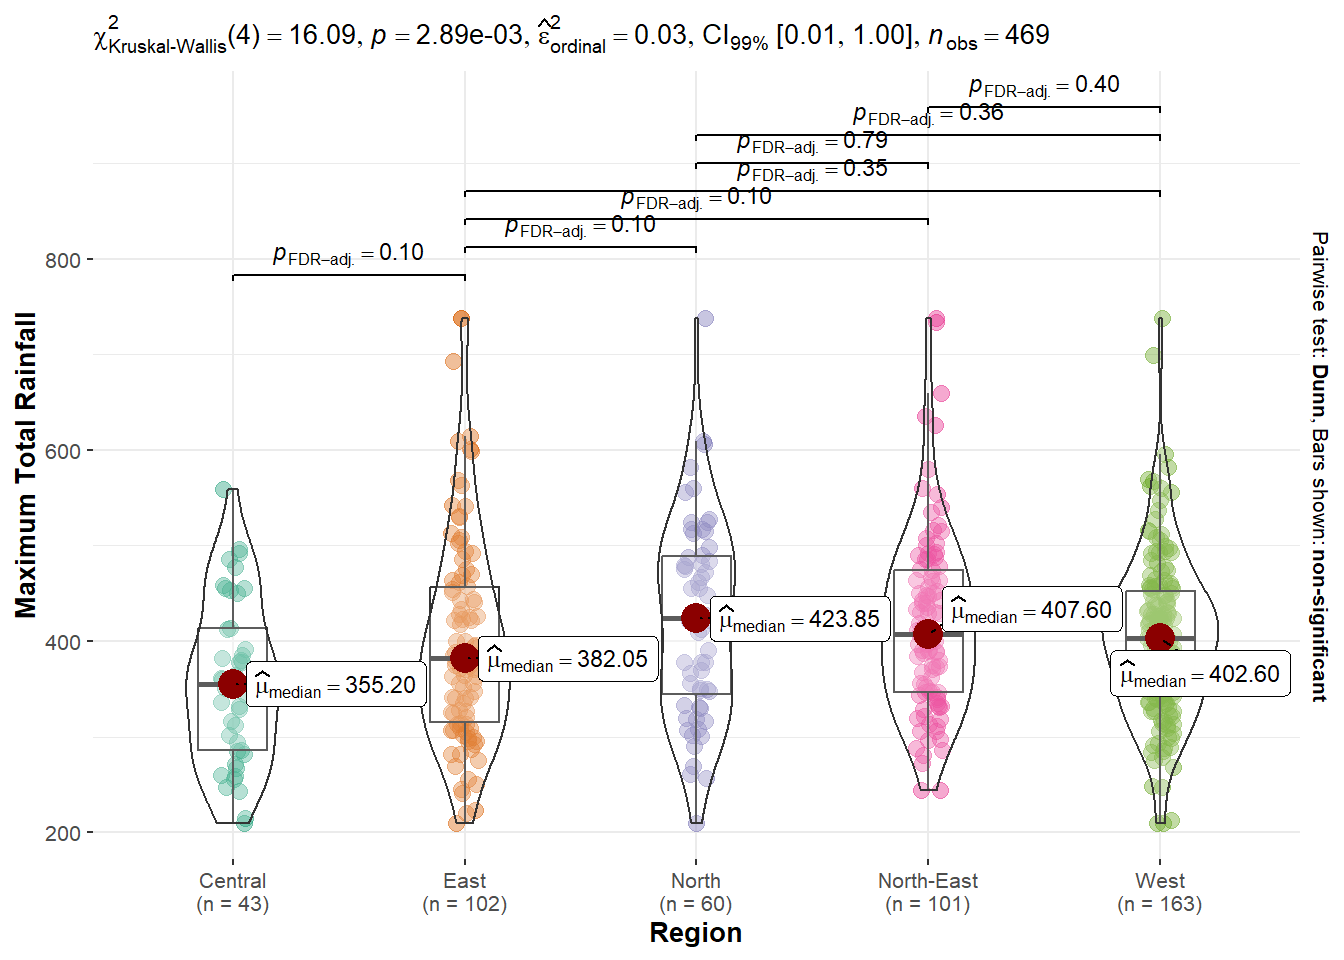 χ²Kruskal-Wallis(4) = 16.09, p = 2.89e-03, ε̂²ordinal = 0.03, CI99% [0.01, 1.00], nobs = 469
pFDR–adj. = 0.40
pFDR–adj. = 0.36
pFDR–adj. = 0.79
pFDR–adj. = 0.35
pFDR–adj. = 0.10
pFDR–adj. = 0.10
pFDR–adj. = 0.10
800
600
400
200
Maximum Total Rainfall
μ̂median = 355.20
μ̂median = 382.05
μ̂median = 423.85
μ̂median = 407.60
μ̂median = 402.60
Pairwise test: Dunn, Bars shown: non-significant
Central
(n = 43)
East
(n = 102)
North
(n = 60)
North-East
(n = 101)
West
(n = 163)
Region